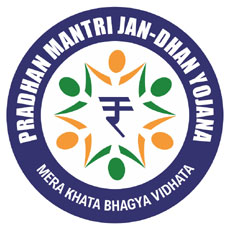 PRADHAN MANTRI JAN-DHAN YOJANA
₹
MERA KHATA BHAGYA VIDHATA